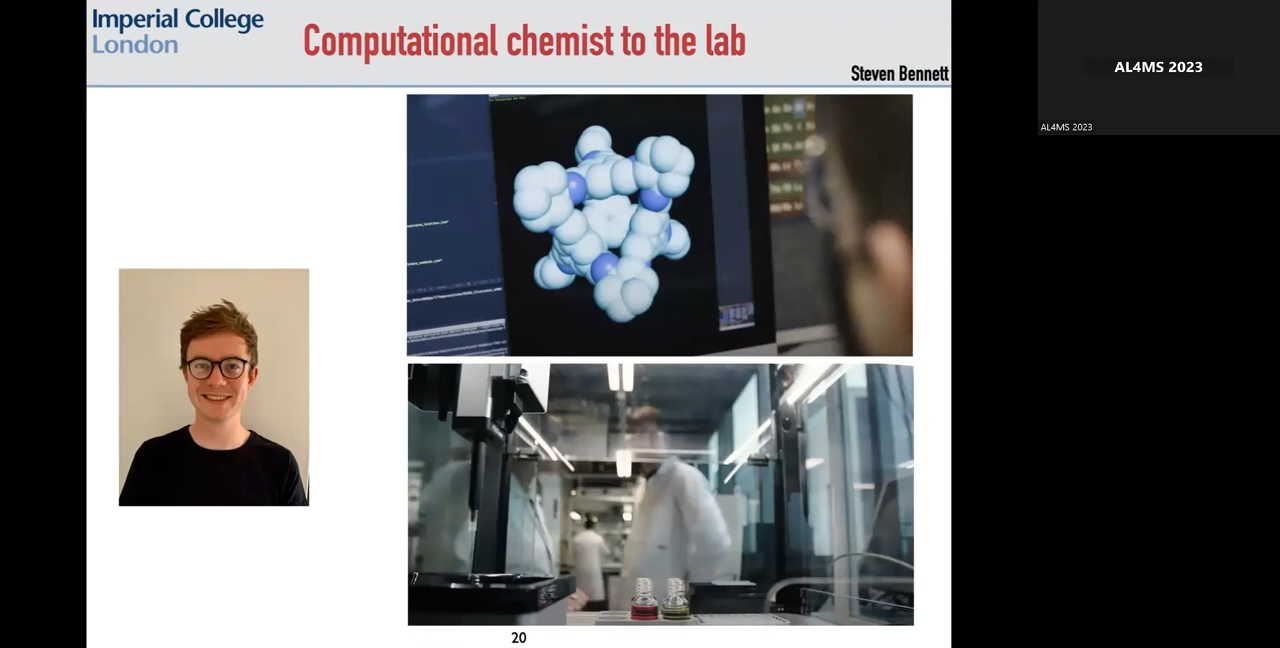 Imperial College
London
Computational chemist to the lab
Steven Bennett
20
AL4MS 2023
AL4MS 2023